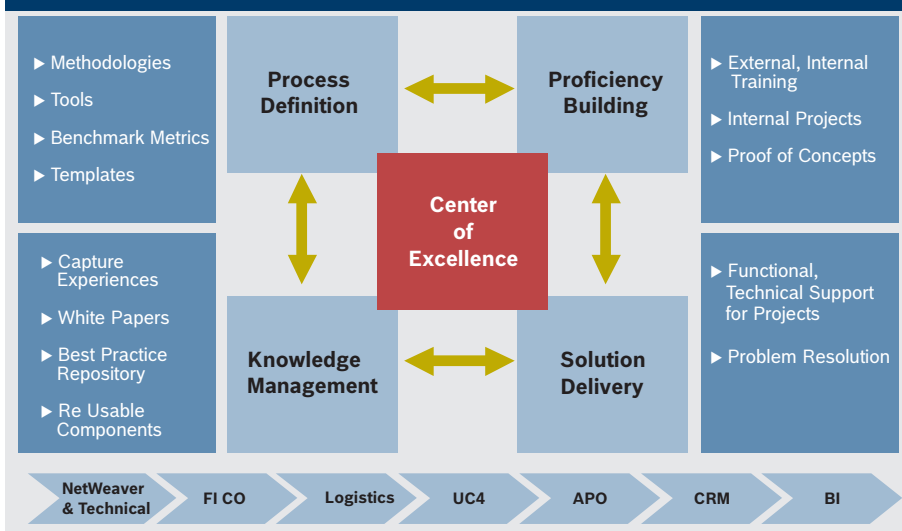 ▶ Methodologies
▶ Tools
▶ Benchmark Metrics
▶ Templates
Process
Definition
Proficiency
Building
▶ External, Internal
Training
▶ Internal Projects
▶ Proof of Concepts
Center
of
Excellence
▶ Capture
Experiences
▶ White Papers
▶ Best Practice
Repository
▶ Re Usable
Components
Knowledge
Management
Solution
Delivery
▶ Functional,
Technical Support
for Projects
▶ Problem Resolution
NetWeaver
& Technical
FI CO
Logistics
UC4
APO
CRM
BI